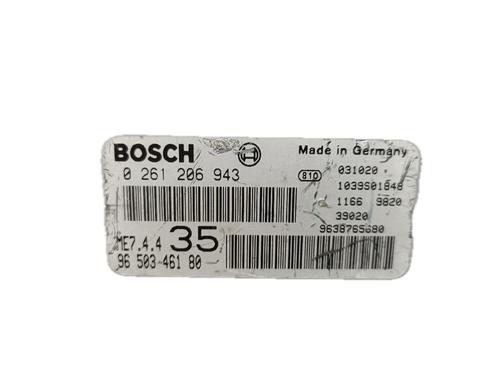 BOSCH
Made in Germany
0 261 206 943
810
031020
1039S01848
1166 9820
39020
9638765680
ME7.4.4 35
96 503 461 80